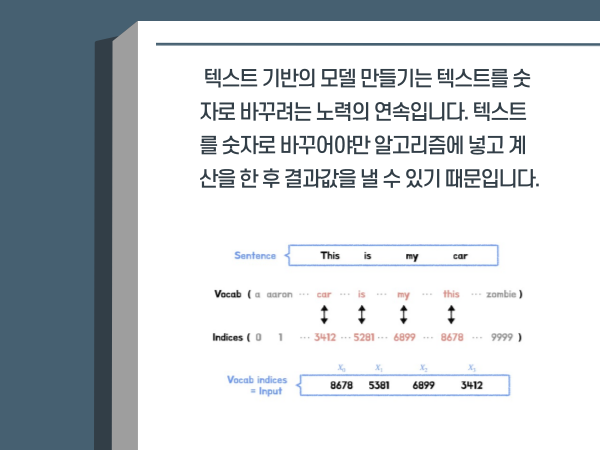 텍스트 기반의 모델 만들기는 텍스트를 숫
자로 바꾸려는 노력의 연속입니다. 텍스트
를 숫자로 바꾸어야만 알고리즘에 넣고 계
산을 한 후 결과값을 낼 수 있기 때문입니다.
Sentence This is my car
Vocab ( a aaron ... car ... is ... my ... this ... zombie )
Indices ( 0 1 ... 3412 ... 5281 ... 6899 ... 8678 ... 9999 )
X₀ X₁ X₂ X₃
Vocab indices
= Input 8678 5381 6899 3412